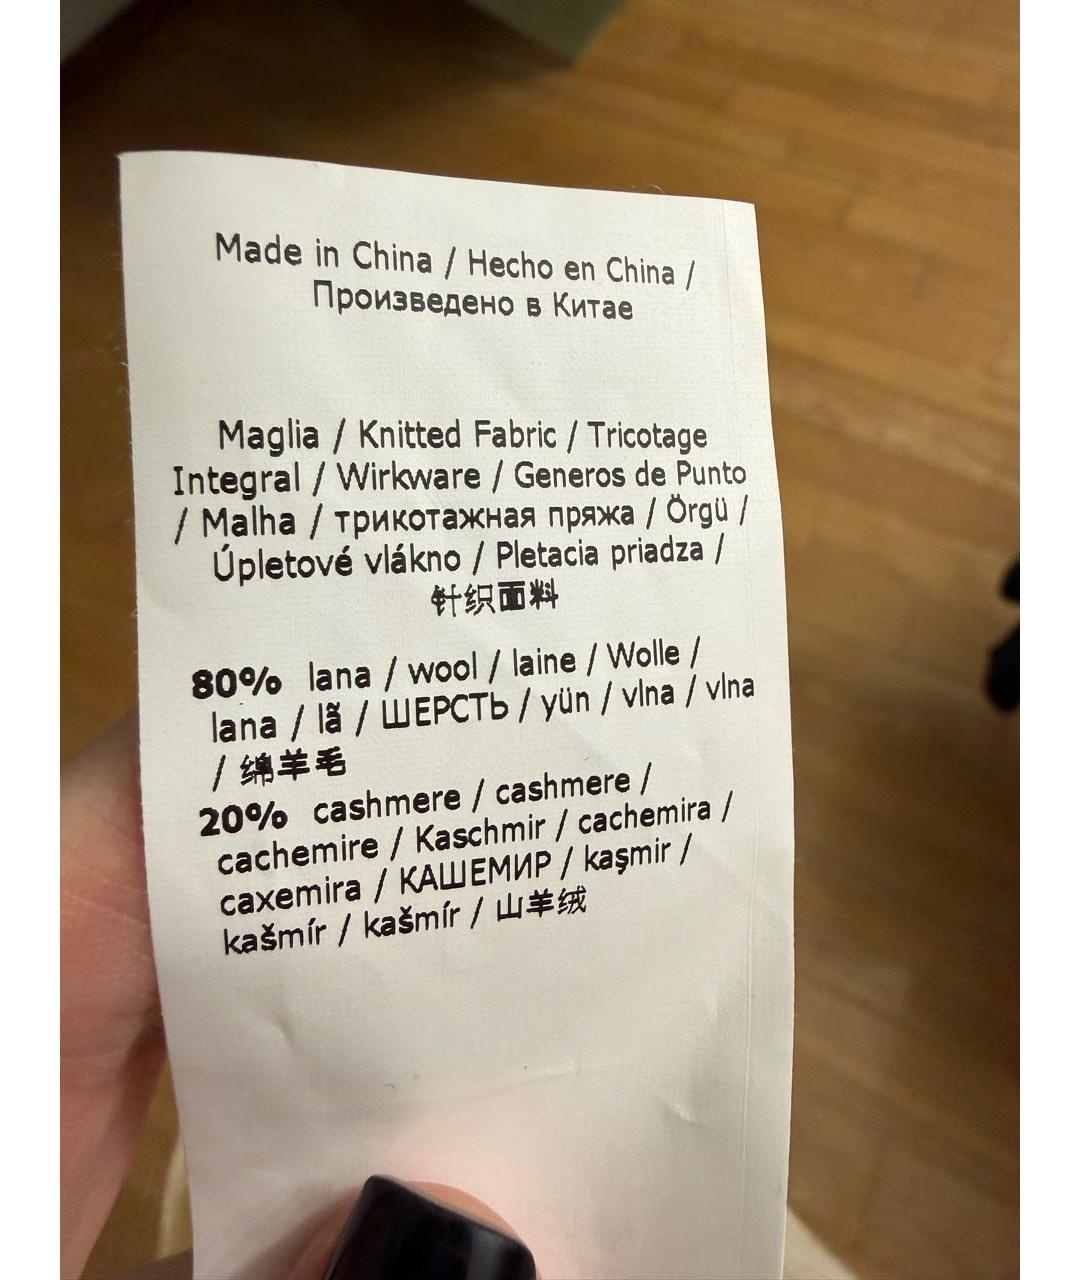 Made in China / Hecho en China /
Произведено в Китае
Maglia / Knitted Fabric / Tricotage
Integral / Wirkware / Generos de Punto
/ Malha / трикотажная пряжа / Örgü /
Úpletové vlákno / Pletacia priadza /
针织面料
80% lana / wool / laine / Wolle /
lana / lã / ШЕРСТЬ / yün / vlna / vlna
/ 绵羊毛
20% cashmere / cashmere /
cachemire / Kaschmir / cachemira /
caxemira / КАШЕМИР / kaşmir /
kašmír / kašmír / 山羊绒